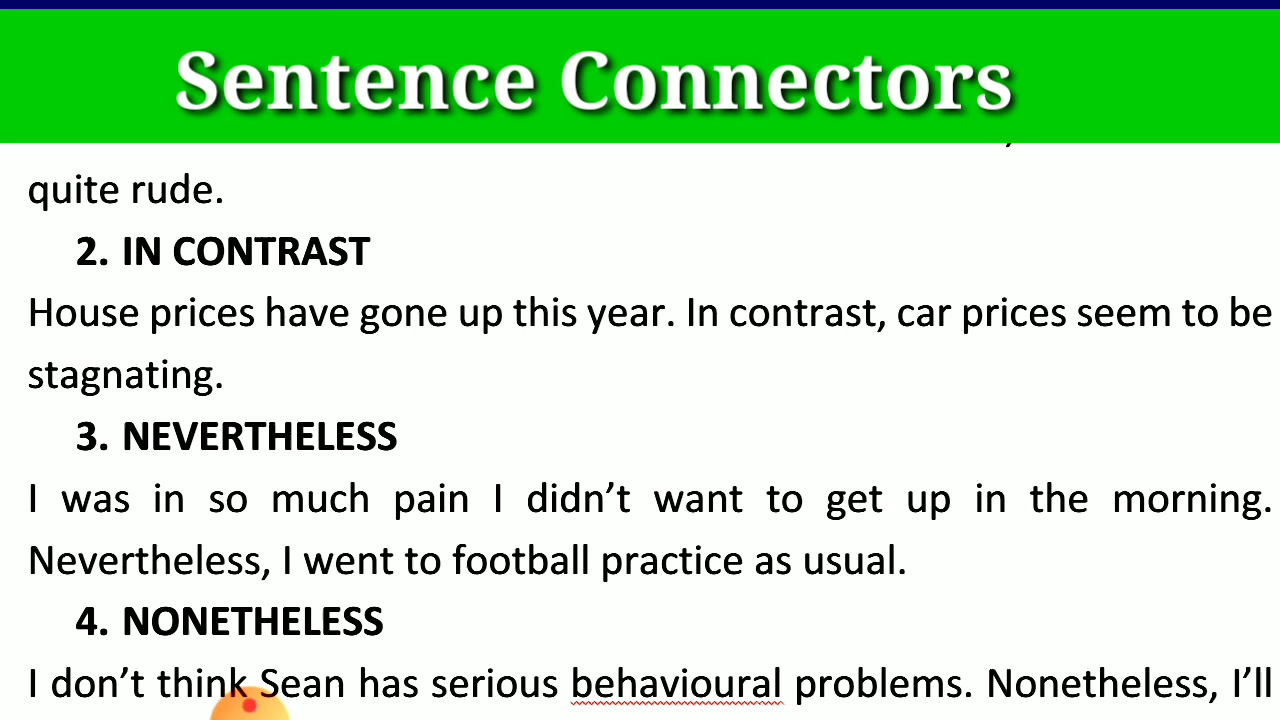 Sentence Connectors
quite rude.
2. IN CONTRAST
House prices have gone up this year. In contrast, car prices seem to be
stagnating.
3. NEVERTHELESS
I was in so much pain I didn’t want to get up in the morning.
Nevertheless, I went to football practice as usual.
4. NONETHELESS
I don’t think Sean has serious behavioural problems. Nonetheless, I’ll